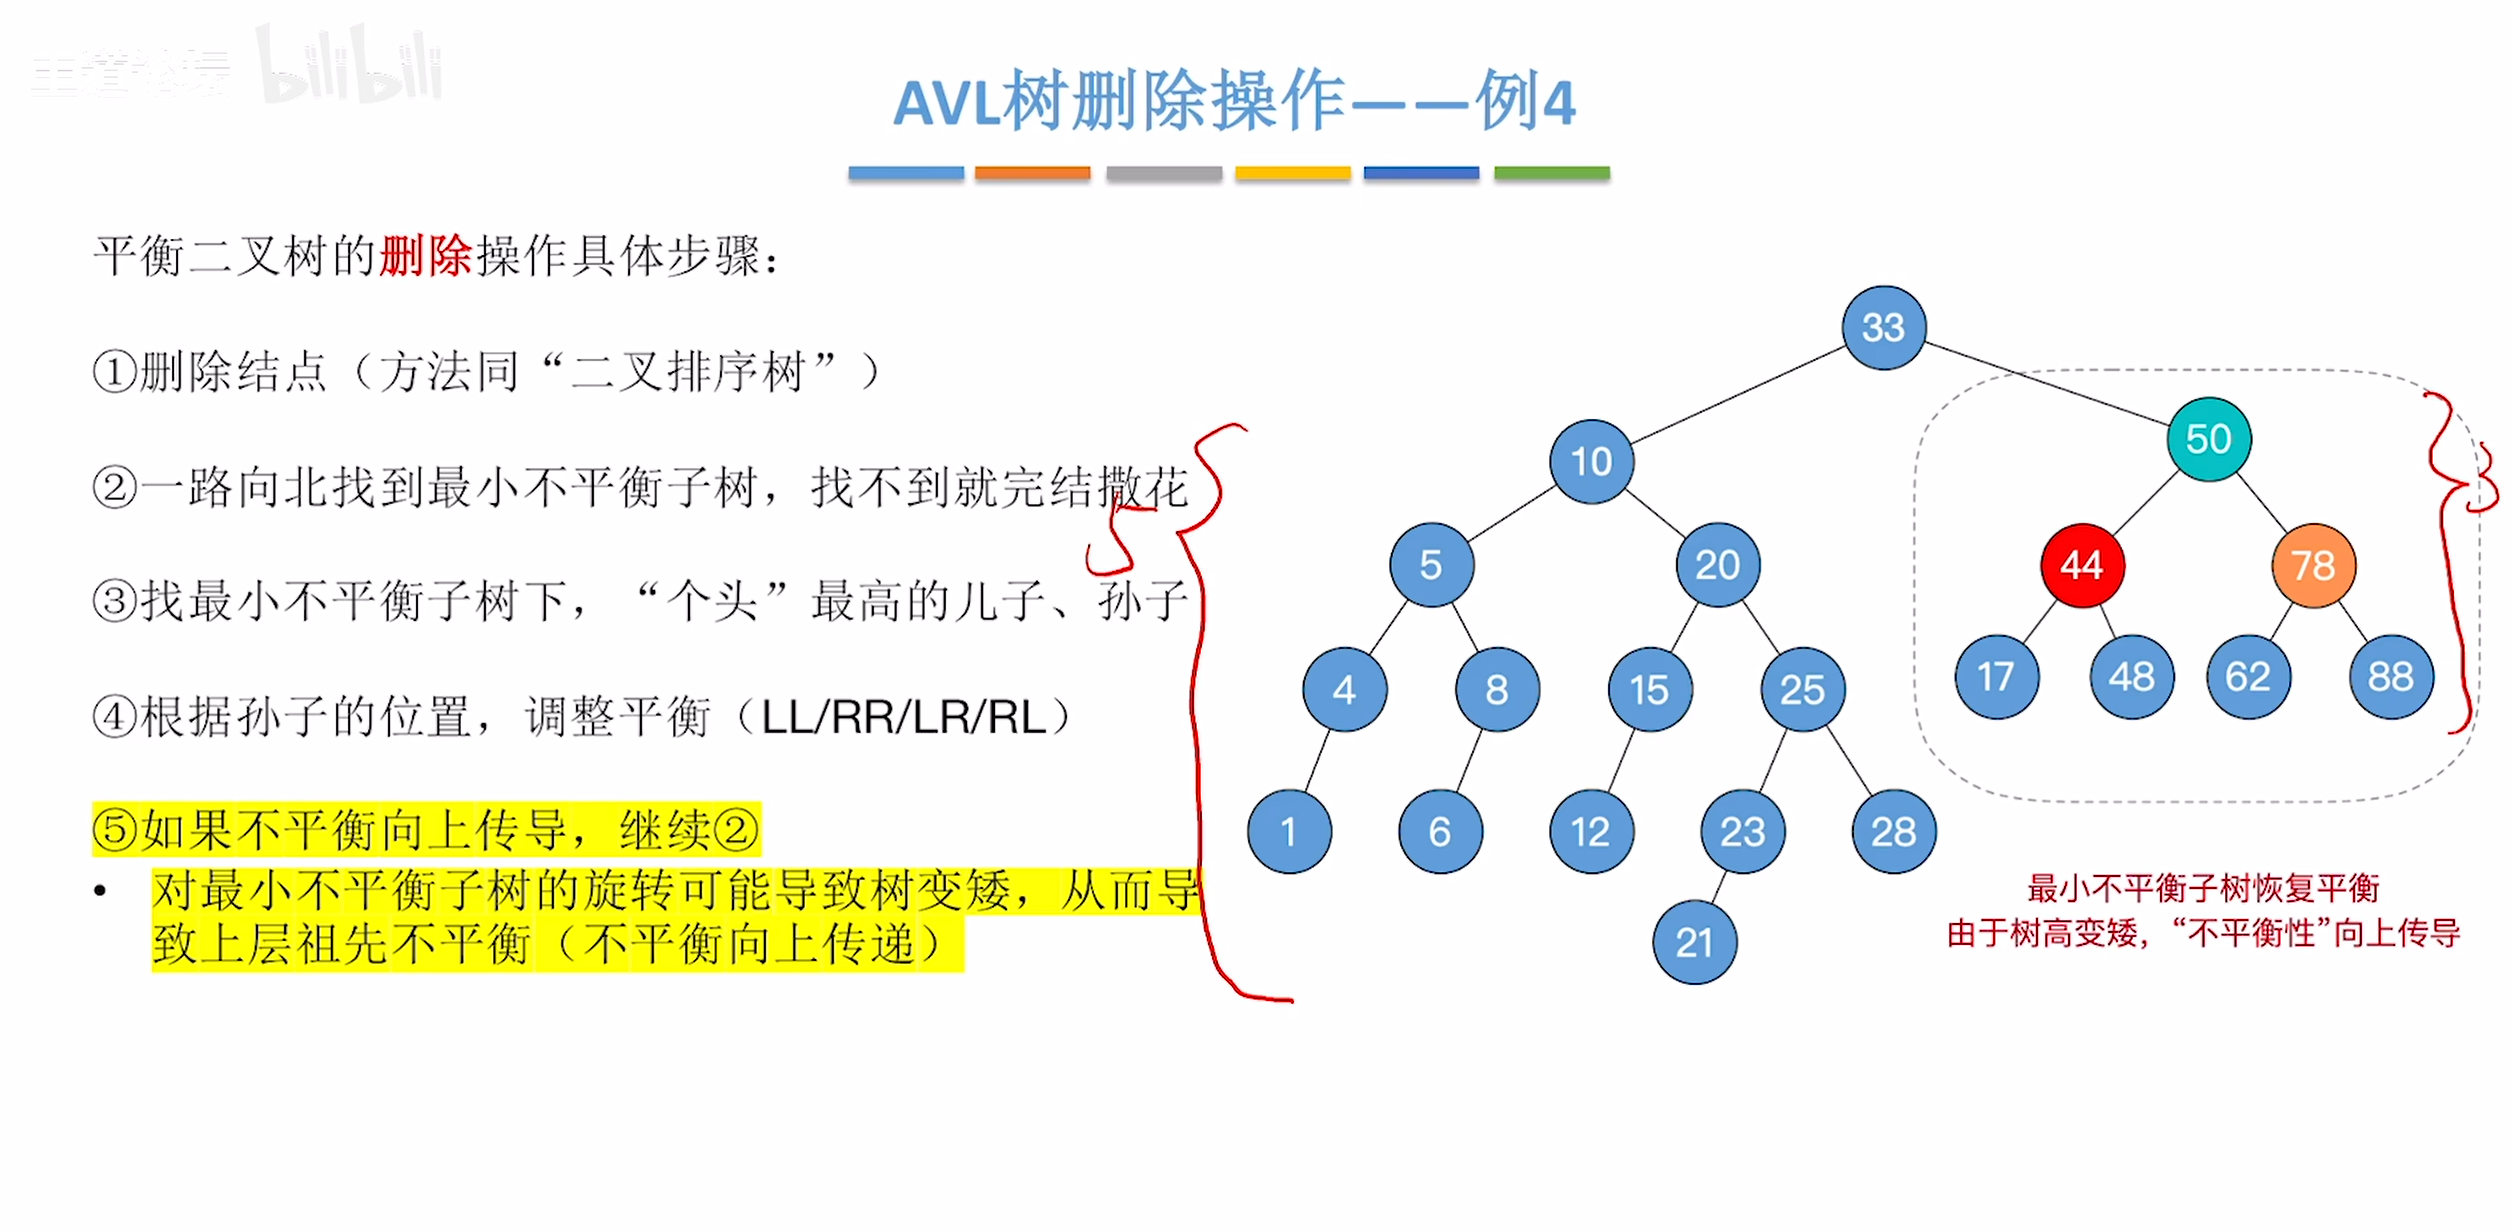 bilibili
AVL树删除操作——例4
平衡二叉树的删除操作具体步骤：
①删除结点（方法同“二叉排序树”）
②一路向北找到最小不平衡子树，找不到就完结撒花
③找最小不平衡子树下，“个头”最高的儿子、孙子
④根据孙子的位置，调整平衡（LL/RR/LR/RL）
⑤如果不平衡向上传导，继续②
• 对最小不平衡子树的旋转可能导致树变矮，从而导
致上层祖先不平衡（不平衡向上传递）
5
33
10
50
3
5
20
44
78
4
8
15
25
17
48
62
88
1
6
12
23
28
21
最小不平衡子树恢复平衡
由于树高变矮，“不平衡性”向上传导